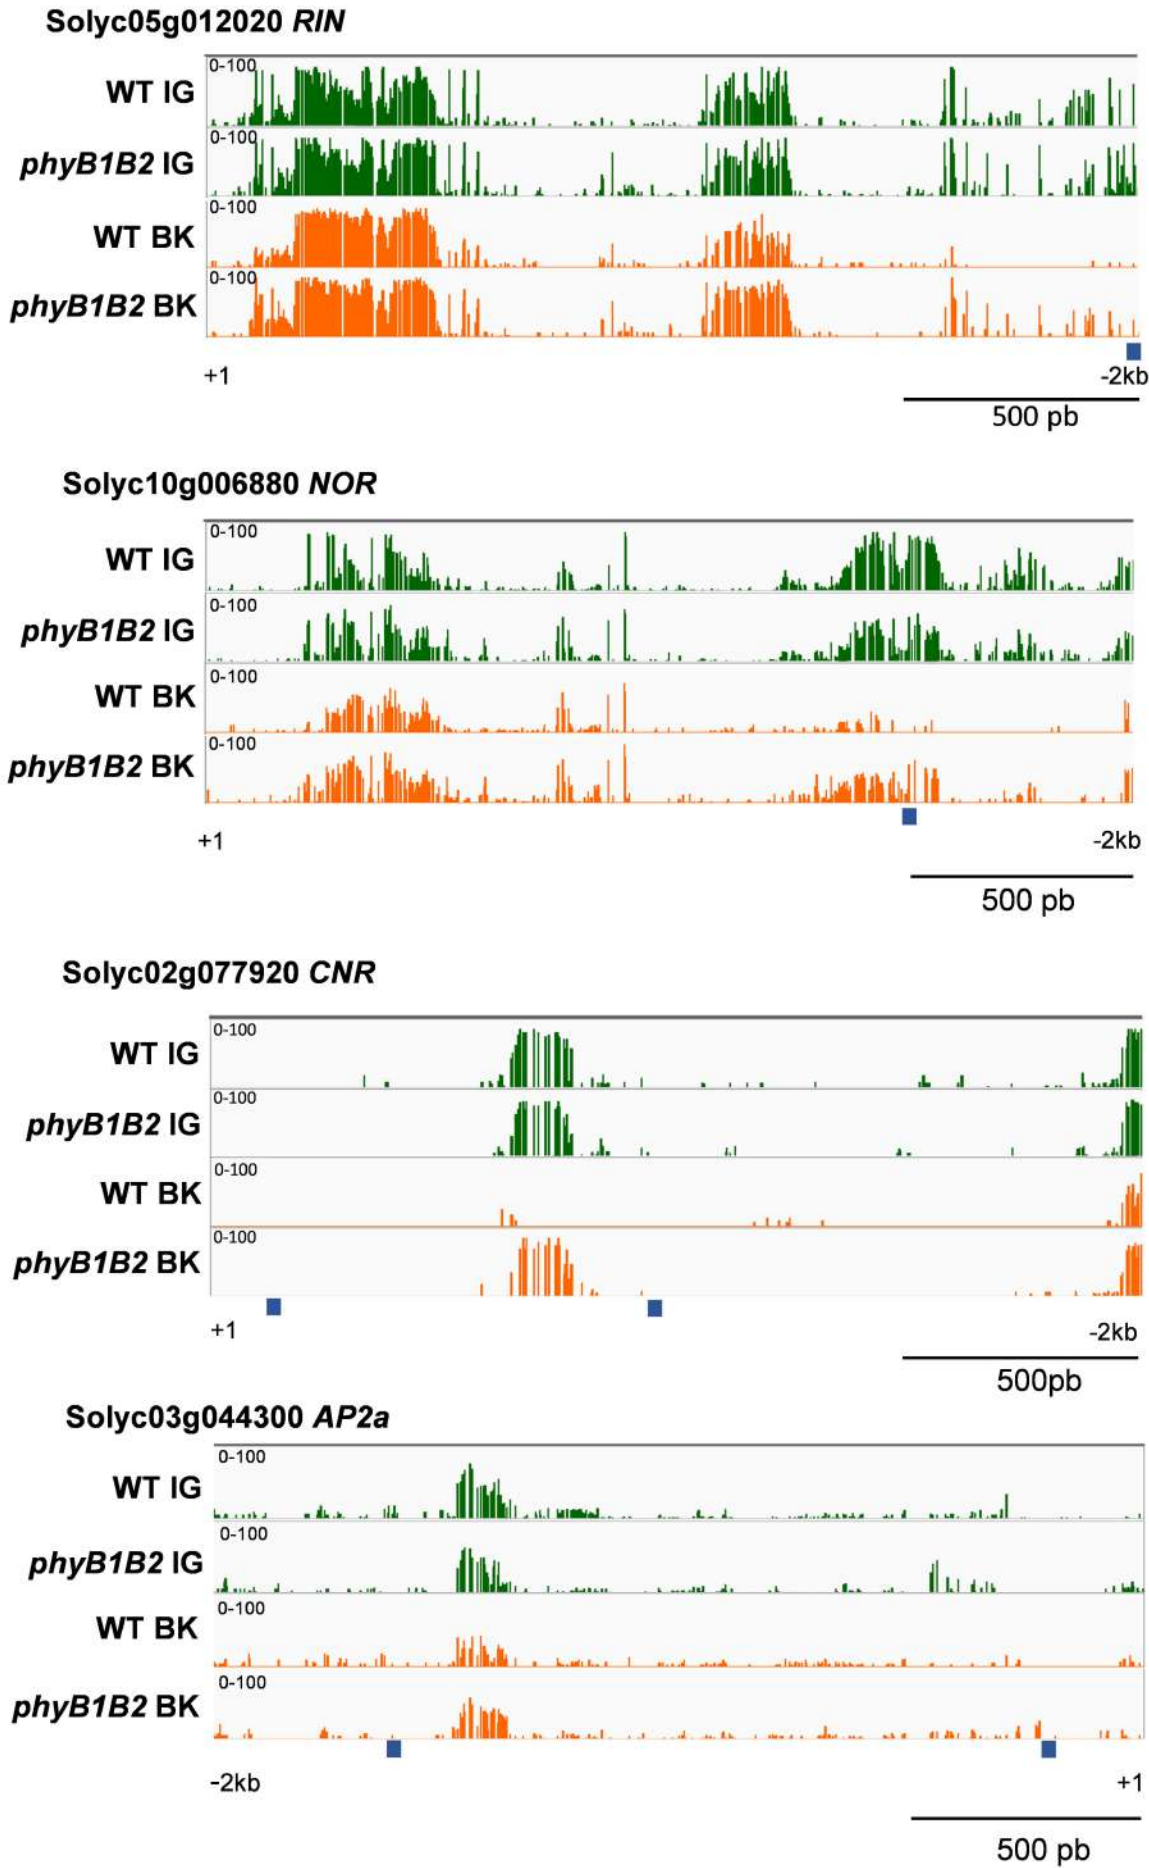 Solyc05g012020 RIN
0-100
WT IG
0-100
phyB1B2 IG
0-100
WT BK
0-100
phyB1B2 BK
+1 -2kb
500 pb
Solyc10g006880 NOR
0-100
WT IG
0-100
phyB1B2 IG
0-100
WT BK
0-100
phyB1B2 BK
+1 -2kb
500 pb
Solyc02g077920 CNR
0-100
WT IG
0-100
phyB1B2 IG
0-100
WT BK
0-100
phyB1B2 BK
+1 -2kb
500pb
Solyc03g044300 AP2a
0-100
WT IG
0-100
phyB1B2 IG
0-100
WT BK
0-100
phyB1B2 BK
-2kb +1
500 pb